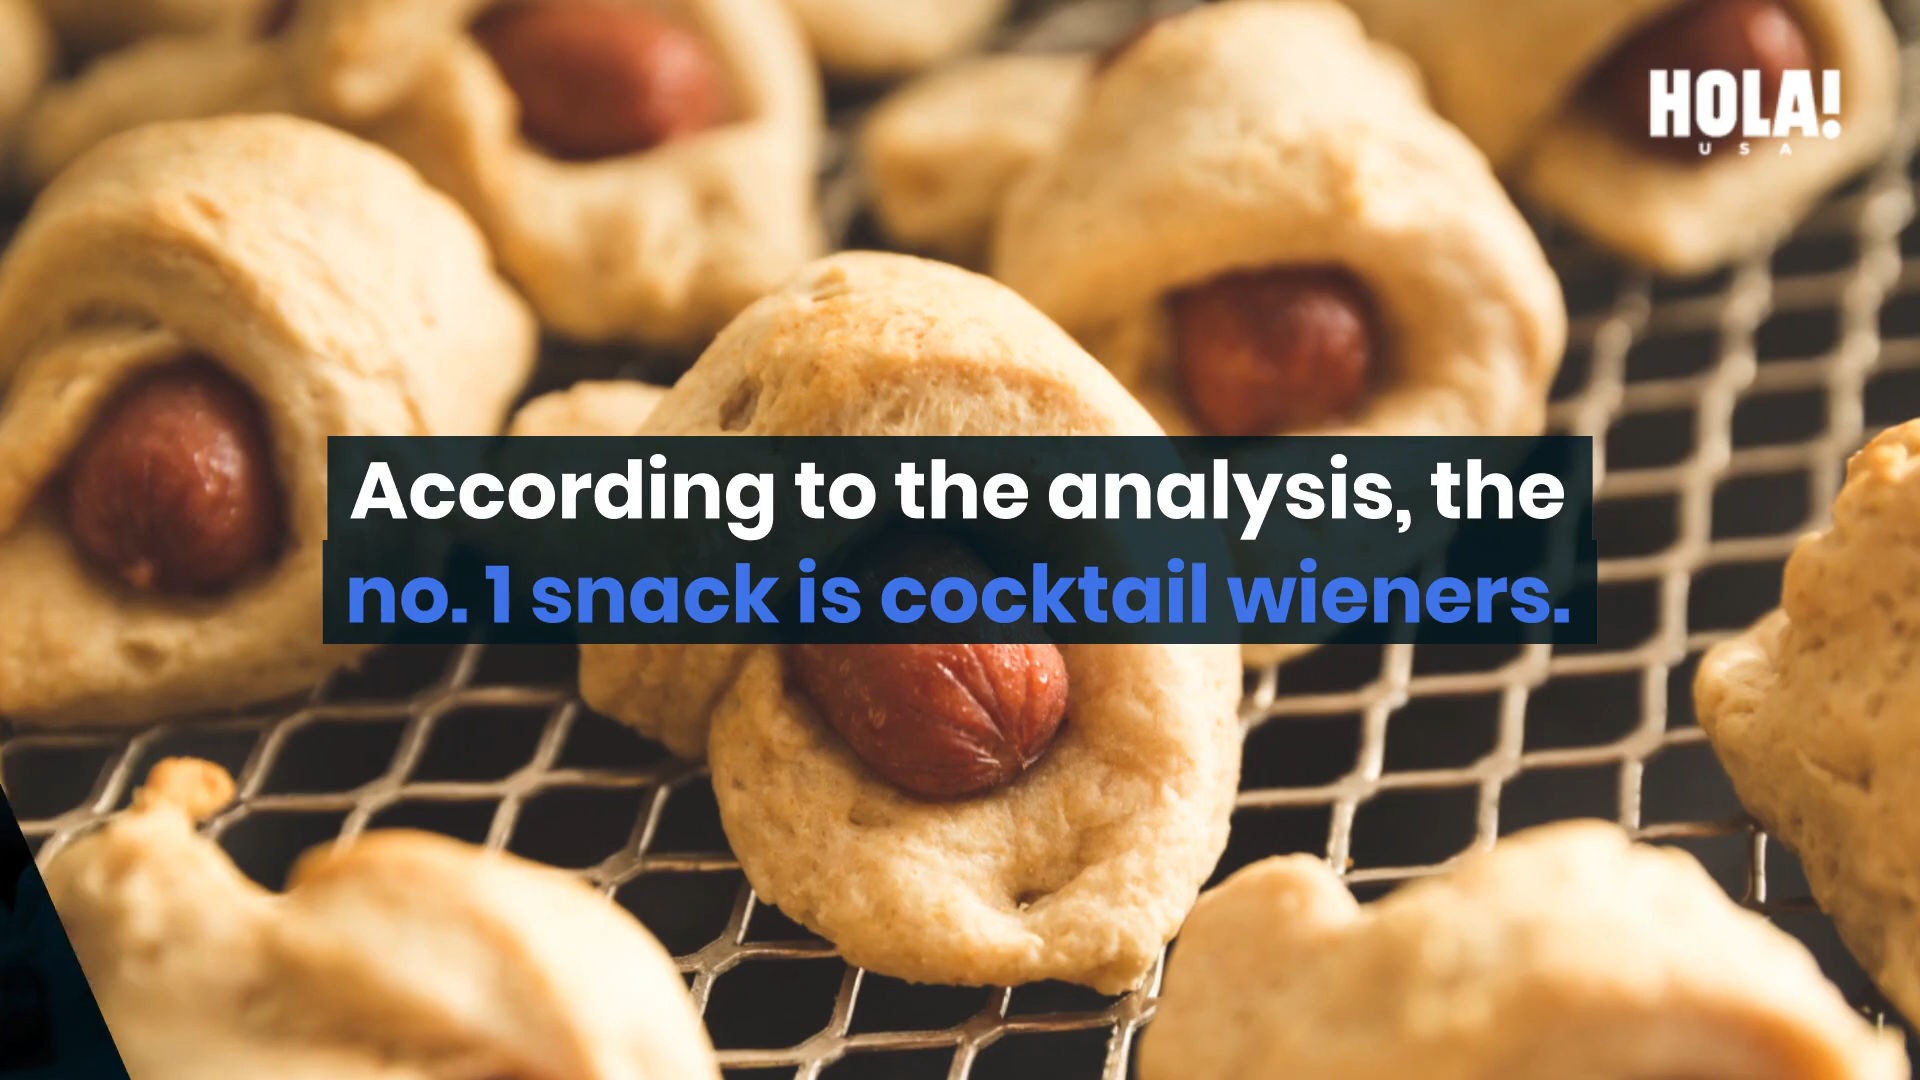 HOLA!
USA
According to the analysis, the
no. 1 snack is cocktail wieners.